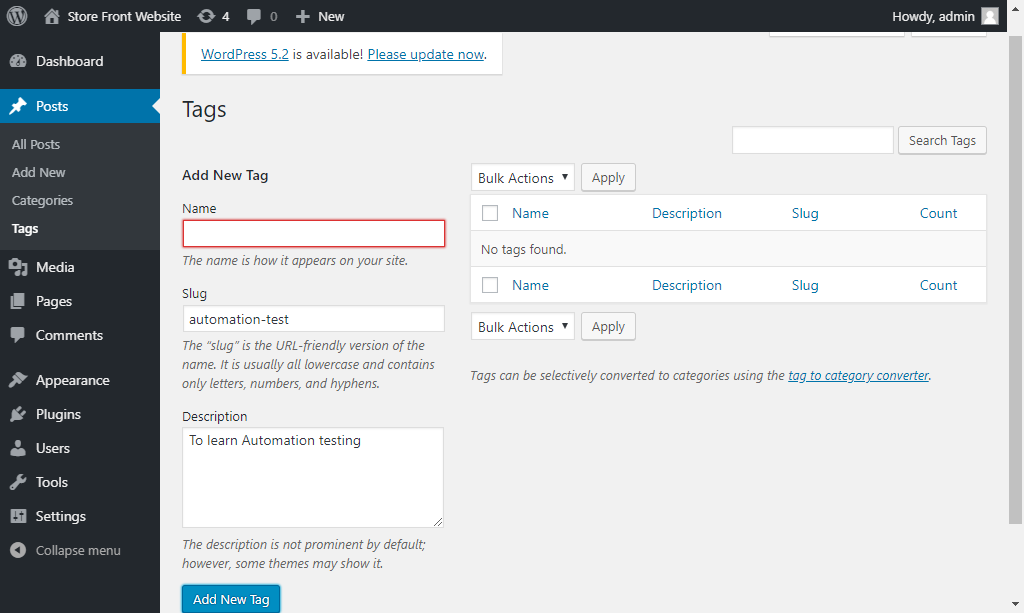 Store Front Website 4 0 New Howdy, admin
Dashboard
Posts
All Posts
Add New
Categories
Tags
Media
Pages
Comments
Appearance
Plugins
Users
Tools
Settings
Collapse menu
WordPress 5.2 is available! Please update now.
Tags
Search Tags
Add New Tag
Name
The name is how it appears on your site.
Slug
automation-test
The “slug” is the URL-friendly version of the
name. It is usually all lowercase and contains
only letters, numbers, and hyphens.
Description
To learn Automation testing
The description is not prominent by default;
however, some themes may show it.
Add New Tag
Bulk Actions Apply
Name Description Slug Count
No tags found.
Name Description Slug Count
Bulk Actions Apply
Tags can be selectively converted to categories using the tag to category converter.